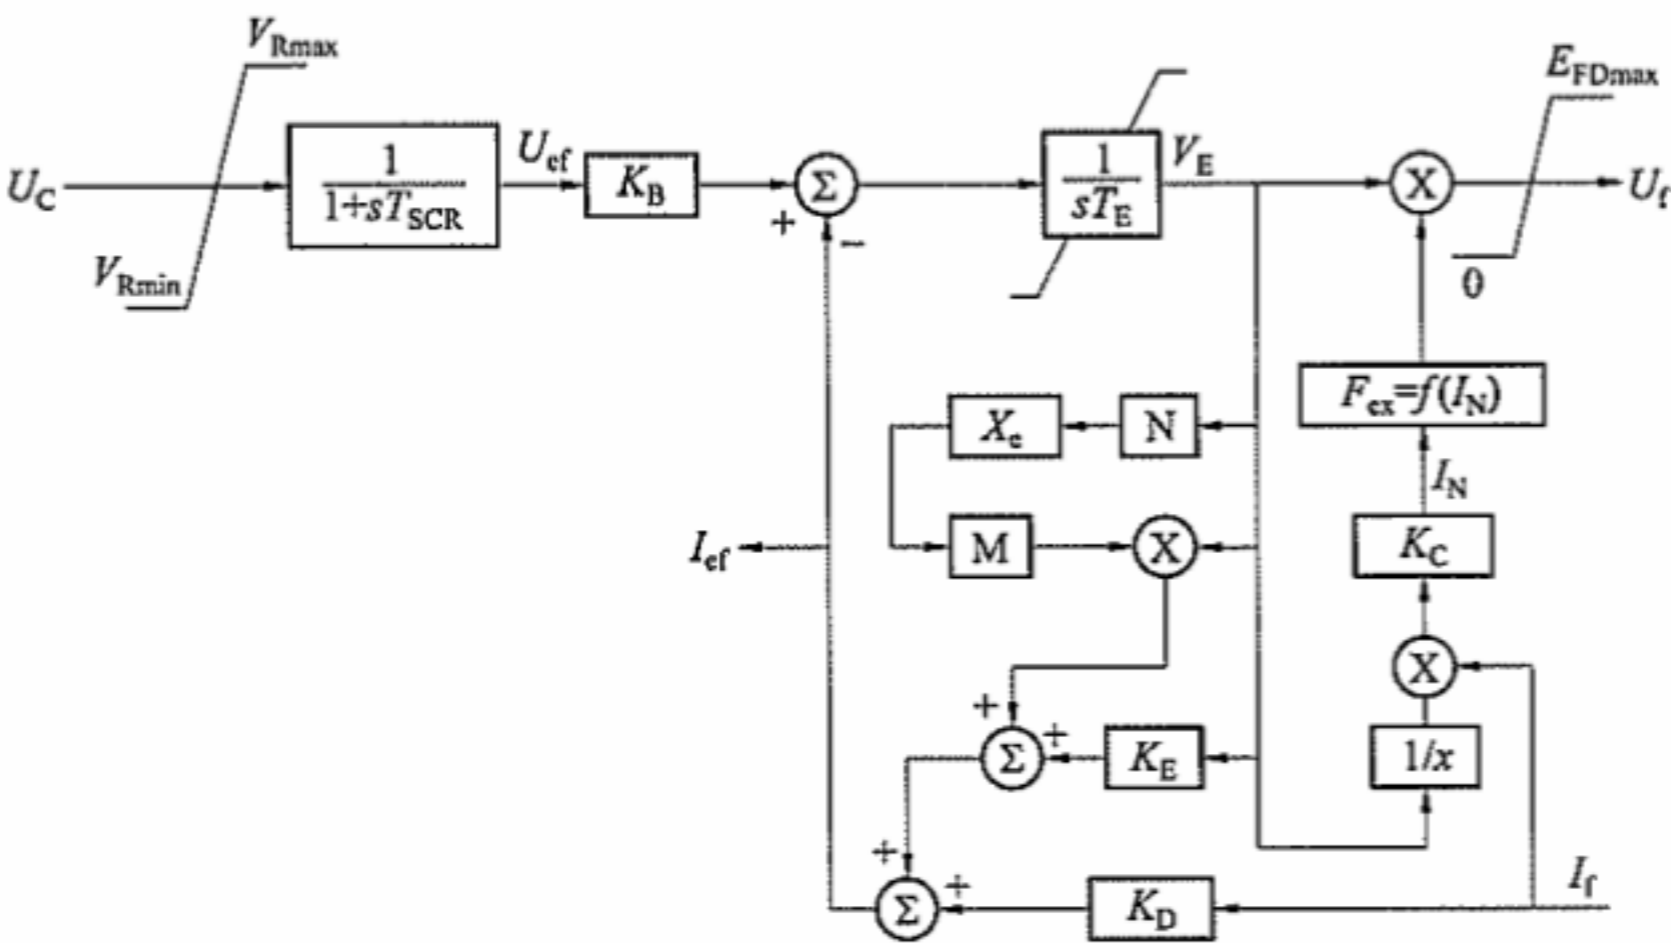 V_Rmax
E_FDmax
U_C
1
1+sT_SCR
U_ef
K_B
Σ
1
sT_E
V_E
X
U_f
V_Rmin
+
−
0
F_ex=f(I_N)
X_e
N
I_N
I_ef
M
X
K_C
X
+
Σ
+
K_E
1/x
+
Σ
+
K_D
I_f